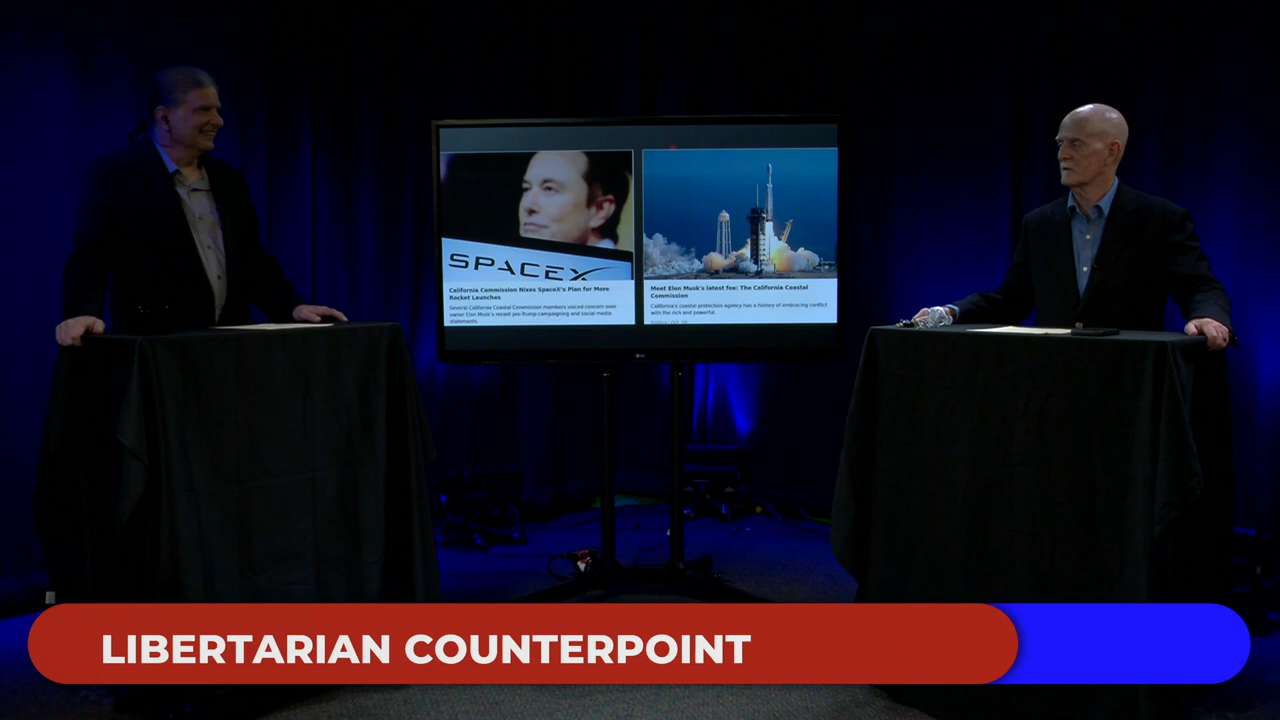 SPACEX
California Commission Nixes SpaceX's Plan for More
Rocket Launches
Several California Coastal Commission members voiced concern over
owner Elon Musk's recent pro-Trump campaigning and social media
statements.
Meet Elon Musk's latest foe: The California Coastal
Commission
California's coastal protection agency has a history of embracing conflict
with the rich and powerful.
LG
LIBERTARIAN COUNTERPOINT